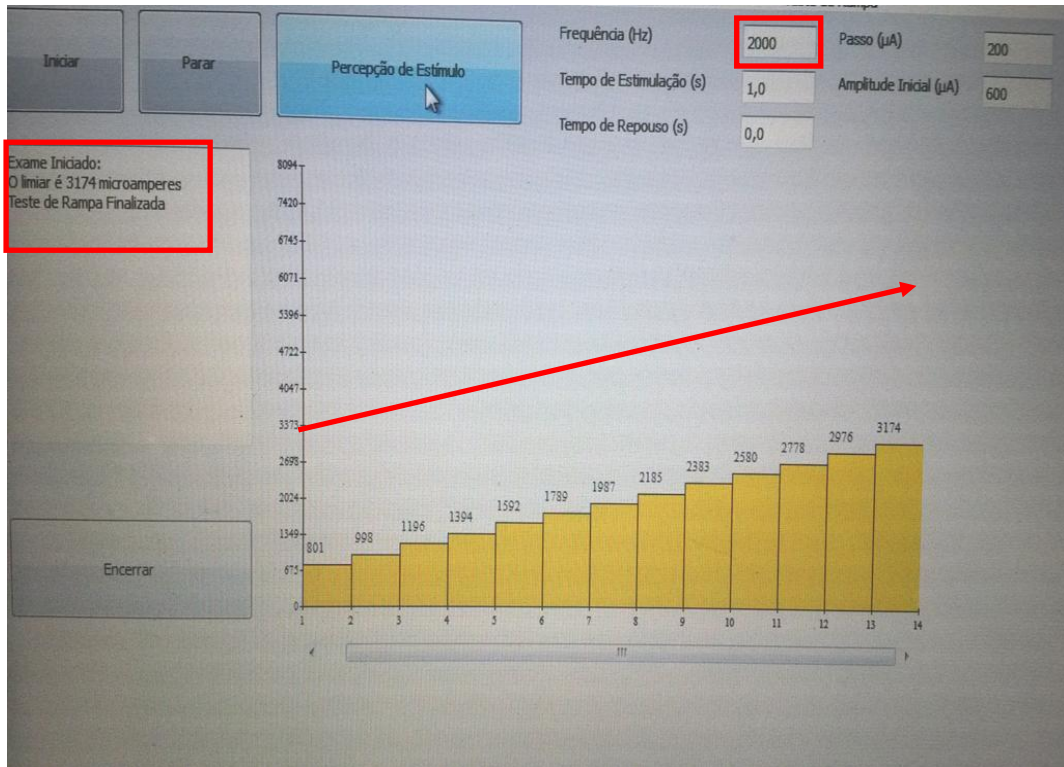 Iniciar
Parar
Percepção de Estímulo
Frequência (Hz)
2000
Passo (µA)
200
Tempo de Estimulação (s)
1,0
Amplitude Inicial (µA)
600
Tempo de Repouso (s)
0,0
Exame Iniciado:
O limiar é 3174 microamperes
Teste de Rampa Finalizada
Encerrar
8094
7420
6745
6071
5396
4722
4047
3373
2698
2024
1349
675
0
801
998
1196
1394
1592
1789
1987
2185
2383
2580
2778
2976
3174
1 2 3 4 5 6 7 8 9 10 11 12 13 14